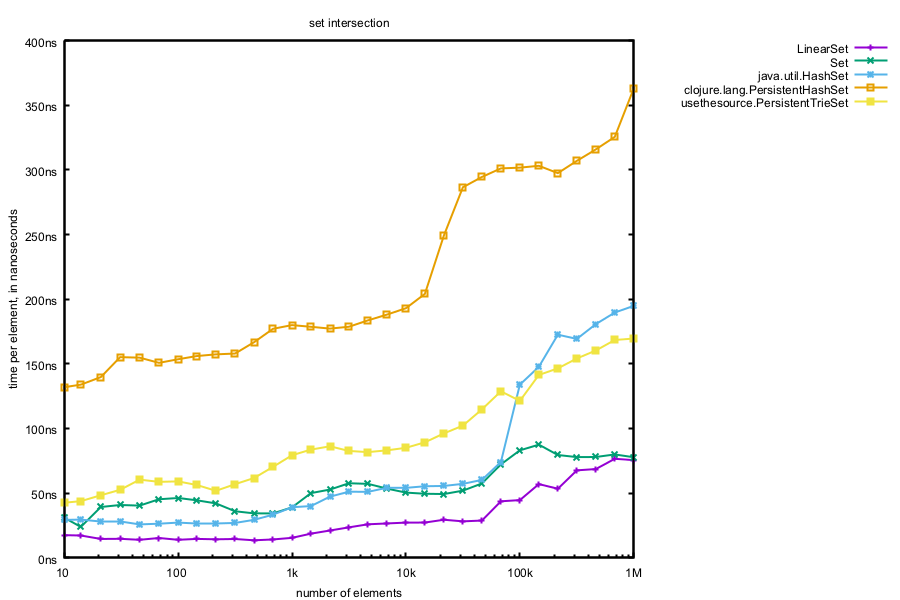 set intersection
400ns
350ns
300ns
250ns
200ns
150ns
100ns
50ns
0ns
10
100
1k
10k
100k
1M
number of elements
time per element, in nanoseconds
LinearSet
Set
java.util.HashSet
clojure.lang.PersistentHashSet
usethesource.PersistentTrieSet